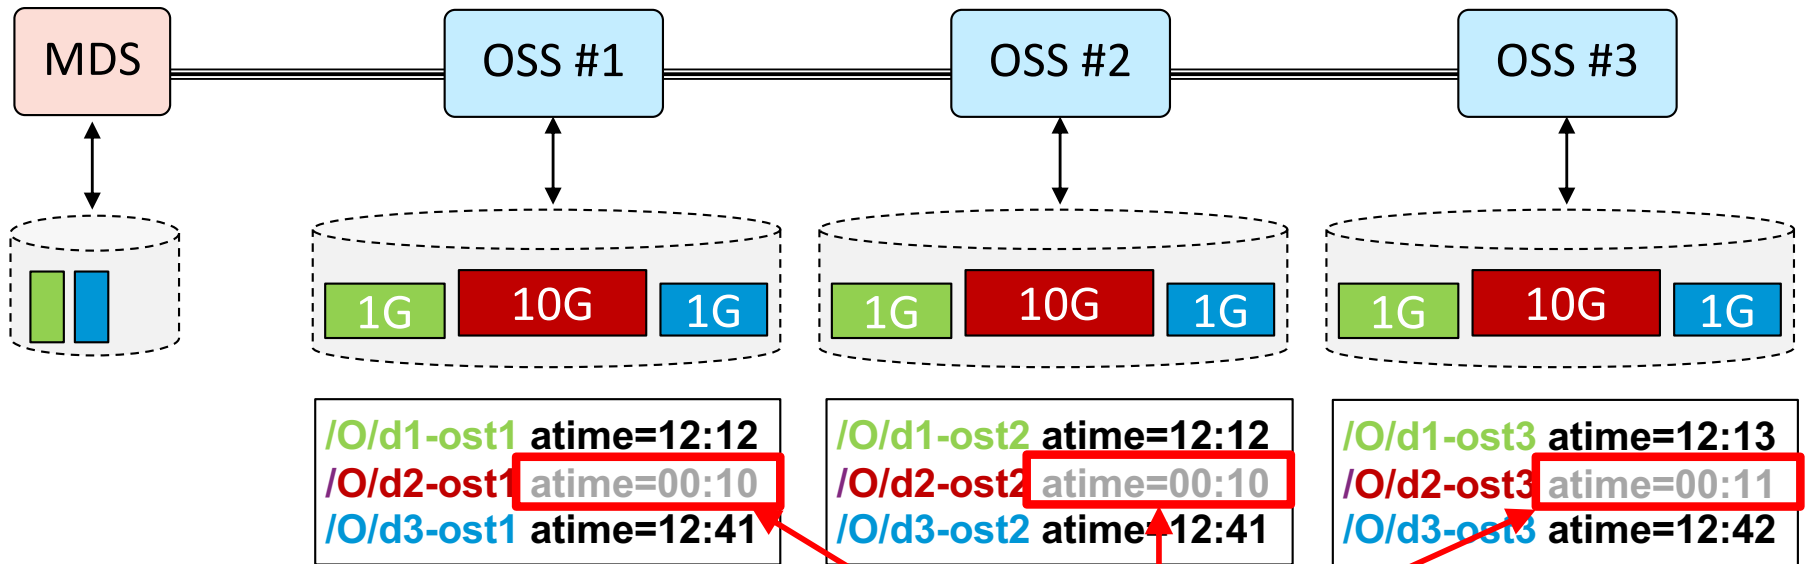 MDS
OSS #1
OSS #2
OSS #3
1G
10G
1G
1G
10G
1G
1G
10G
1G
/O/d1-ost1 atime=12:12
/O/d2-ost1 atime=00:10
/O/d3-ost1 atime=12:41
/O/d1-ost2 atime=12:12
/O/d2-ost2 atime=00:10
/O/d3-ost2 atime=12:41
/O/d1-ost3 atime=12:13
/O/d2-ost3 atime=00:11
/O/d3-ost3 atime=12:42